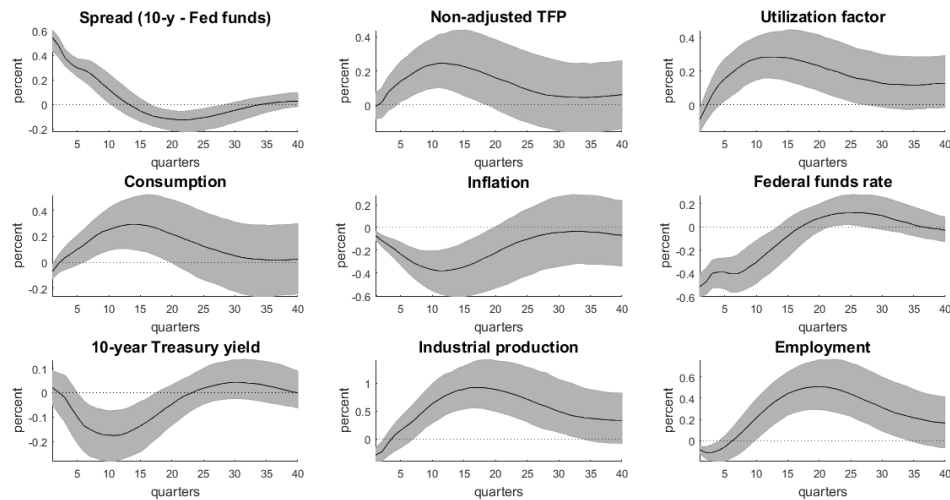 Spread (10-y - Fed funds)
percent
0.6
0.4
0.2
0
-0.2
5 10 15 20 25 30 35 40
quarters
Non-adjusted TFP
percent
0.4
0.2
0
5 10 15 20 25 30 35 40
quarters
Utilization factor
percent
0.4
0.2
0
5 10 15 20 25 30 35 40
quarters
Consumption
percent
0.4
0.2
0
-0.2
5 10 15 20 25 30 35 40
quarters
Inflation
percent
0.2
0
-0.2
-0.4
-0.6
5 10 15 20 25 30 35 40
quarters
Federal funds rate
percent
0.2
0
-0.2
-0.4
-0.6
5 10 15 20 25 30 35 40
quarters
10-year Treasury yield
percent
0.1
0
-0.1
-0.2
5 10 15 20 25 30 35 40
quarters
Industrial production
percent
1
0.5
0
5 10 15 20 25 30 35 40
quarters
Employment
percent
0.6
0.4
0.2
0
5 10 15 20 25 30 35 40
quarters